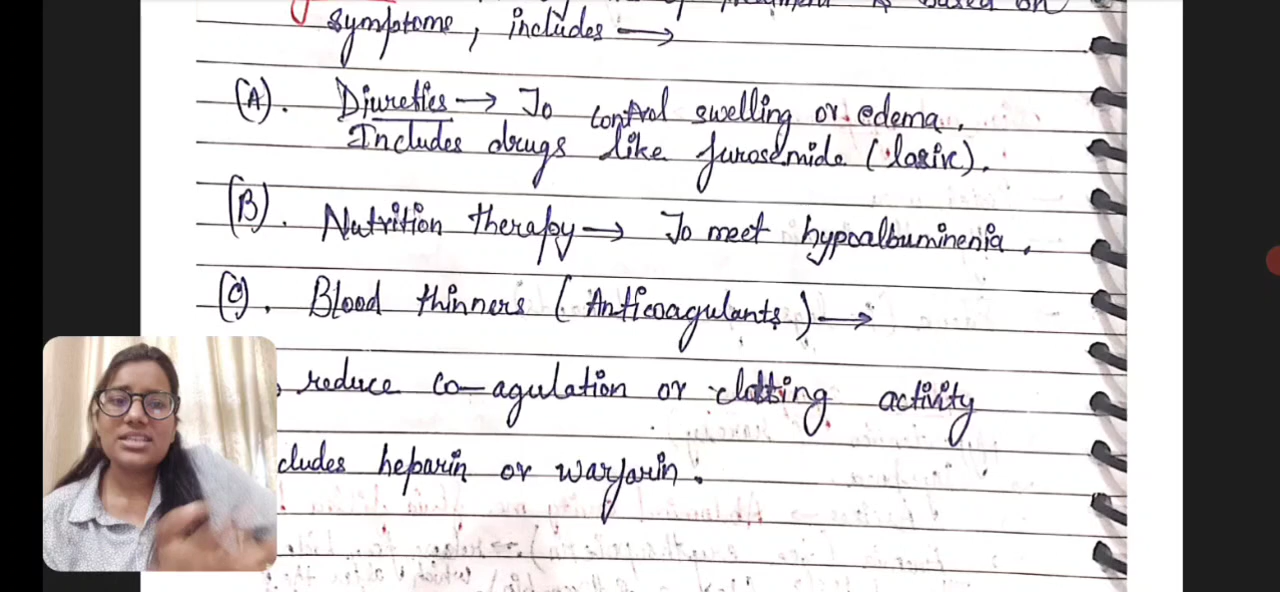 symptoms, includes →
(A). Diuretics → To control swelling or edema.
Includes drugs like furosemide (lasix).
(B). Nutrition therapy → To meet hypoalbuminenia.
(C). Blood thinners (Anticoagulants) →
reduce co-agulation or clotting activity
cludes heparin or warfarin.